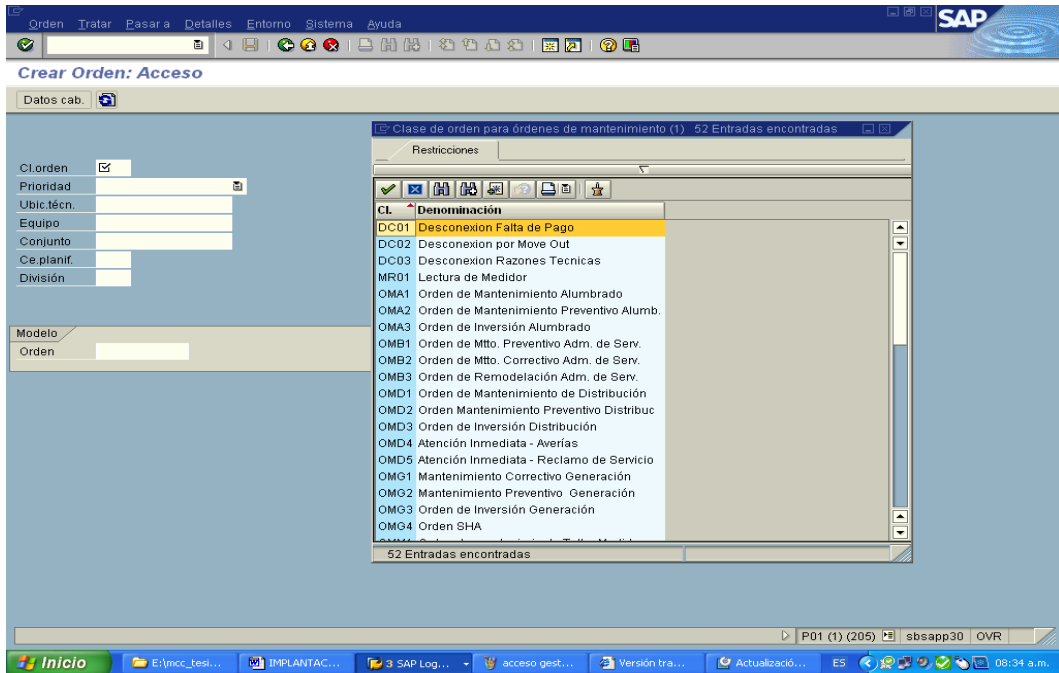 Orden Tratar Pasar a Detalles Entorno Sistema Ayuda
SAP
Crear Orden: Acceso
Datos cab.
Cl.orden
Prioridad
Ubic.técn.
Equipo
Conjunto
Ce.planif.
División
Modelo
Orden
Clase de orden para órdenes de mantenimiento (1) 52 Entradas encontradas
Restricciones
Cl. Denominación
DC01 Desconexion Falta de Pago
DC02 Desconexion por Move Out
DC03 Desconexion Razones Tecnicas
MR01 Lectura de Medidor
OMA1 Orden de Mantenimiento Alumbrado
OMA2 Orden de Mantenimiento Preventivo Alumb.
OMA3 Orden de Inversión Alumbrado
OMB1 Orden de Mtto. Preventivo Adm. de Serv.
OMB2 Orden de Mtto. Correctivo Adm. de Serv.
OMB3 Orden de Remodelación Adm. de Serv.
OMD1 Orden de Mantenimiento de Distribución
OMD2 Orden Mantenimiento Preventivo Distribuc
OMD3 Orden de Inversión Distribución
OMD4 Atención Inmediata - Averías
OMD5 Atención Inmediata - Reclamo de Servicio
OMG1 Mantenimiento Correctivo Generación
OMG2 Mantenimiento Preventivo Generación
OMG3 Orden de Inversión Generación
OMG4 Orden SHA
52 Entradas encontradas
P01 (1) (205) sbsapp30 OVR
Inicio E:\mcc_tesi... IMPLANTAC... 3 SAP Log... acceso gest... Versión tra... Actualizació... ES 08:34 a.m.